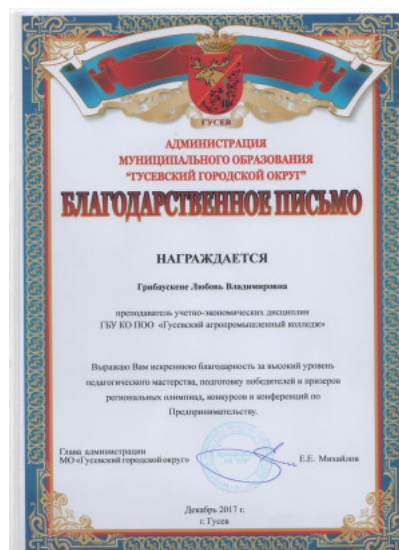 ГУСЕВ
АДМИНИСТРАЦИЯ
МУНИЦИПАЛЬНОГО ОБРАЗОВАНИЯ
"ГУСЕВСКИЙ ГОРОДСКОЙ ОКРУГ"
БЛАГОДАРСТВЕННОЕ ПИСЬМО
НАГРАЖДАЕТСЯ
Грибаускене Любовь Владимировна
преподаватель учетно-экономических дисциплин
ГБУ КО ПОО «Гусевский агропромышленный колледж»
Выражаю Вам искреннюю благодарность за высокий уровень
педагогического мастерства, подготовку победителей и призеров
региональных олимпиад, конкурсов и конференций по
Предпринимательству.
Глава администрации
МО «Гусевский городской округ»
Е.Е. Михайлов
Декабрь 2017 г.
г. Гусев